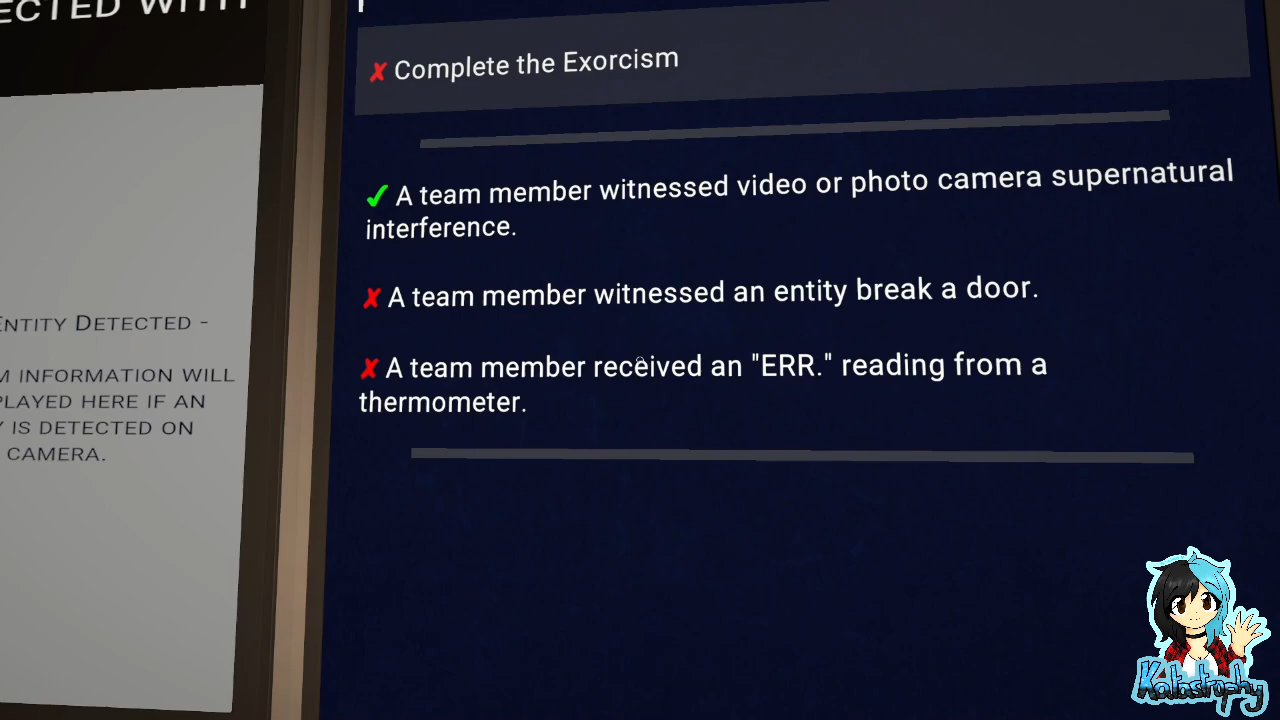 ECTED WITH
✗ Complete the Exorcism
✓ A team member witnessed video or photo camera supernatural
interference.
✗ A team member witnessed an entity break a door.
✗ A team member received an "ERR." reading from a
thermometer.
ENTITY DETECTED -
M INFORMATION WILL
PLAYED HERE IF AN
Y IS DETECTED ON
CAMERA.
Katastrophy